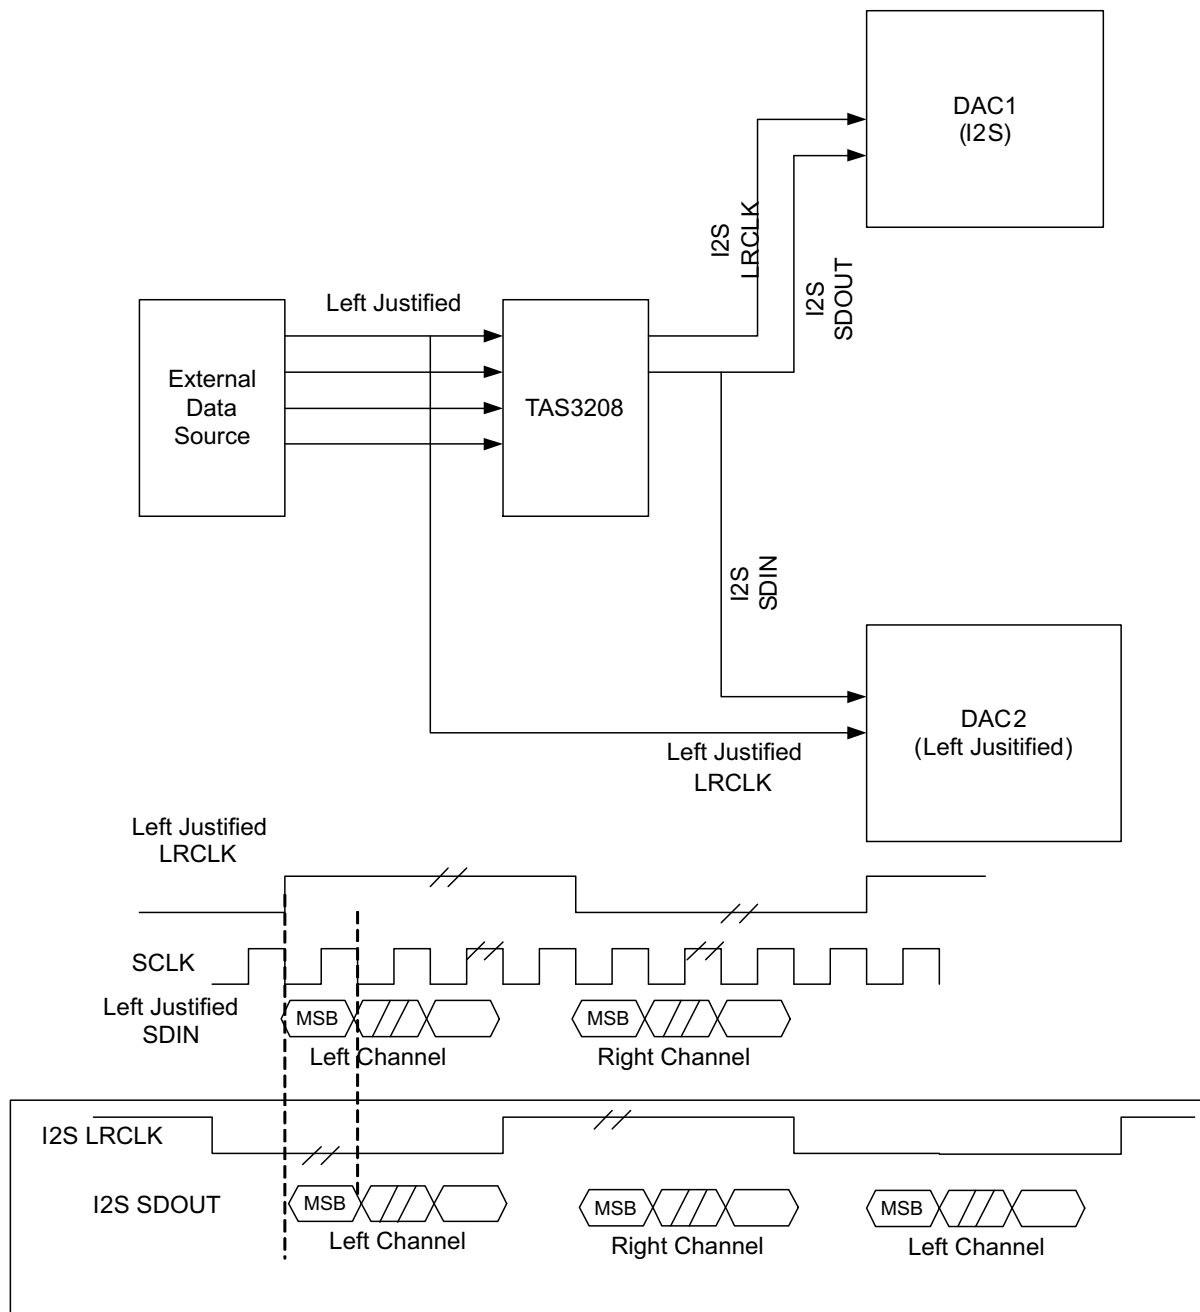 DAC1
(I2S)
I2S
LRCLK
I2S
SDOUT
Left Justified
External
Data
Source
TAS3208
I2S
SDIN
DAC2
(Left Jusitified)
Left Justified
LRCLK
Left Justified
LRCLK
SCLK
Left Justified
SDIN
MSB
MSB
Left Channel
Right Channel
I2S LRCLK
I2S SDOUT
MSB
MSB
MSB
Left Channel
Right Channel
Left Channel